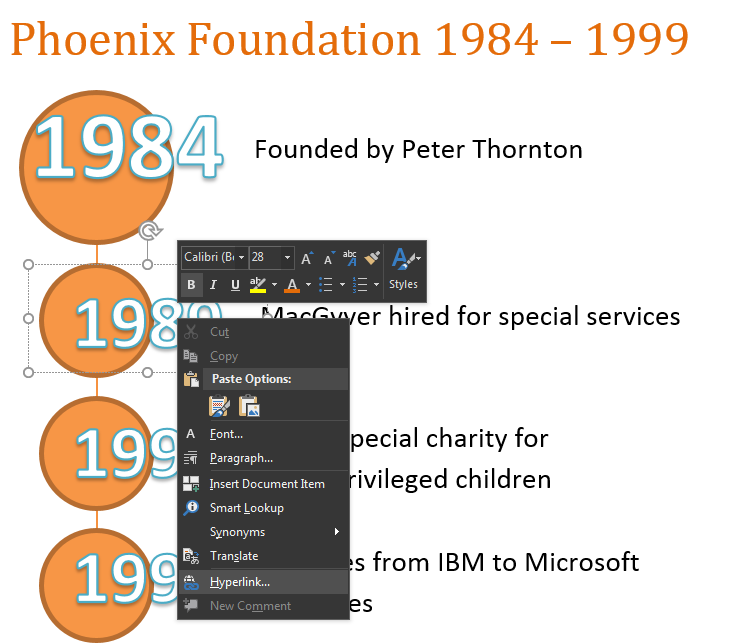 Phoenix Foundation 1984 – 1999
1984
Founded by Peter Thornton
Calibri (B
28
A
A
abc
A
A
B
I
U
ab
A
Styles
198
MacGyver hired for special services
Cut
Copy
Paste Options:
A
Font...
Paragraph...
Insert Document Item
Smart Lookup
Synonyms
Translate
Hyperlink...
New Comment
199
pecial charity for
rivileged children
199
es from IBM to Microsoft
es